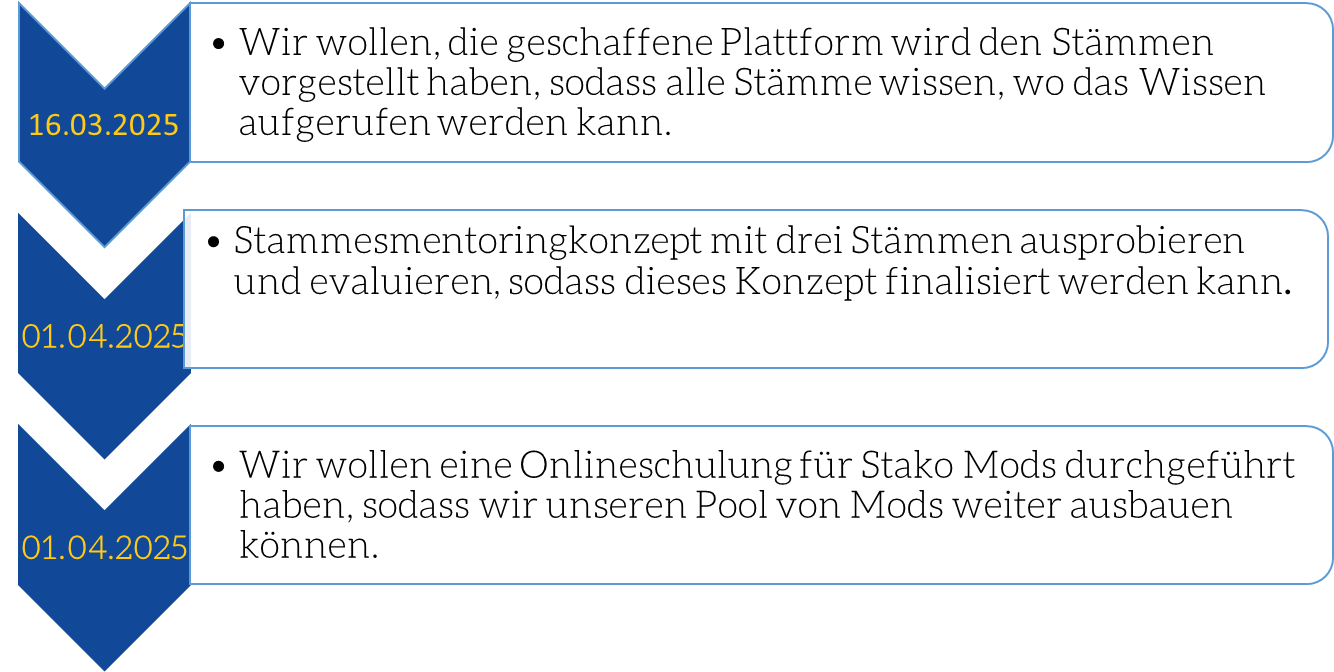 16.03.2025
• Wir wollen, die geschaffene Plattform wird den Stämmen
vorgestellt haben, sodass alle Stämme wissen, wo das Wissen
aufgerufen werden kann.
01.04.2025
• Stammesmentoringkonzept mit drei Stämmen ausprobieren
und evaluieren, sodass dieses Konzept finalisiert werden kann.
01.04.2025
• Wir wollen eine Onlineschulung für Stako Mods durchgeführt
haben, sodass wir unseren Pool von Mods weiter ausbauen
können.